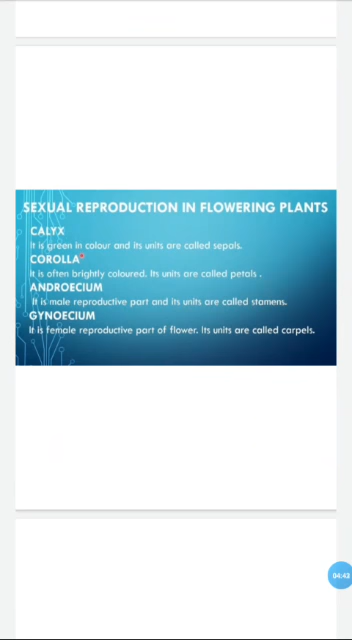 SEXUAL REPRODUCTION IN FLOWERING PLANTS
CALYX
It is green in colour and its units are called sepals.
COROLLA
It is often brightly coloured. Its units are called petals .
ANDROECIUM
It is male reproductive part and its units are called stamens.
GYNOECIUM
It is female reproductive part of flower. Its units are called carpels.
04:43